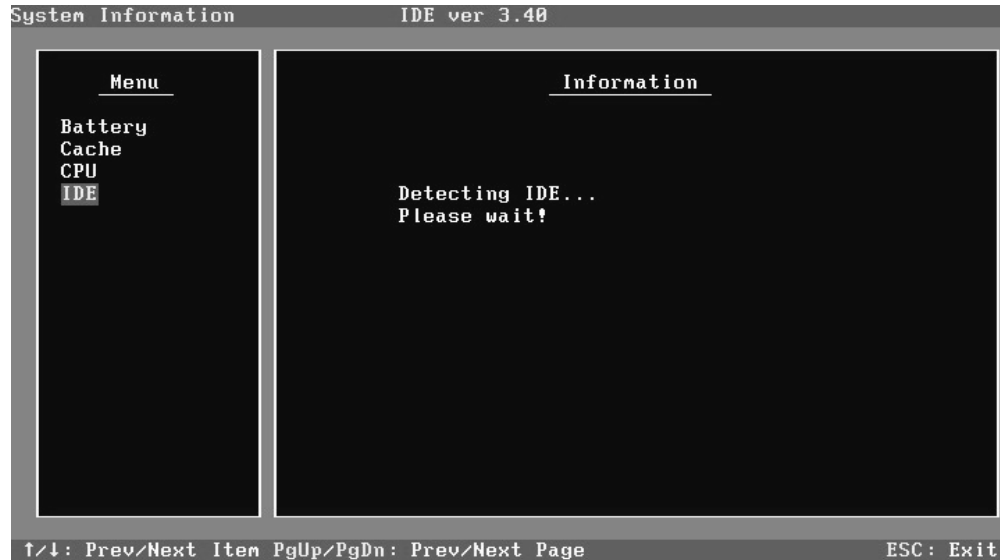 System Information IDE ver 3.40
Menu
Battery
Cache
CPU
IDE
Information
Detecting IDE...
Please wait!
↑/↓: Prev/Next Item PgUp/PgDn: Prev/Next Page ESC: Exit